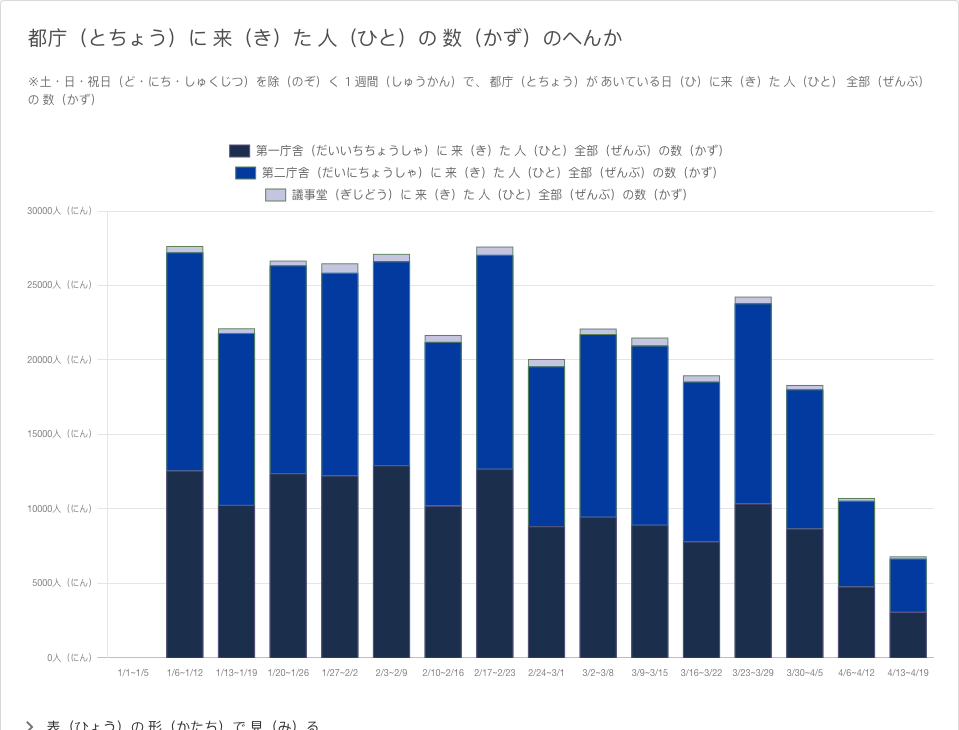 都庁（とちょう）に 来（き）た 人（ひと）の 数（かず）のへんか
※土・日・祝日（ど・にち・しゅくじつ）を除（のぞ）く 1 週間（しゅうかん）で、 都庁（とちょう）が あいている日（ひ）に来（き）た 人（ひと） 全部（ぜんぶ）
の 数（かず）
第一庁舎（だいいちちょうしゃ）に 来（き）た 人（ひと）全部（ぜんぶ）の数（かず）
第二庁舎（だいにちょうしゃ）に 来（き）た 人（ひと）全部（ぜんぶ）の数（かず）
議事堂（ぎじどう）に 来（き）た 人（ひと）全部（ぜんぶ）の数（かず）
30000人（にん）
25000人（にん）
20000人（にん）
15000人（にん）
10000人（にん）
5000人（にん）
0人（にん）
1/1~1/5 1/6~1/12 1/13~1/19 1/20~1/26 1/27~2/2 2/3~2/9 2/10~2/16 2/17~2/23 2/24~3/1 3/2~3/8 3/9~3/15 3/16~3/22 3/23~3/29 3/30~4/5 4/6~4/12 4/13~4/19
表（ひょう）の 形（かたち）で 見（み）る